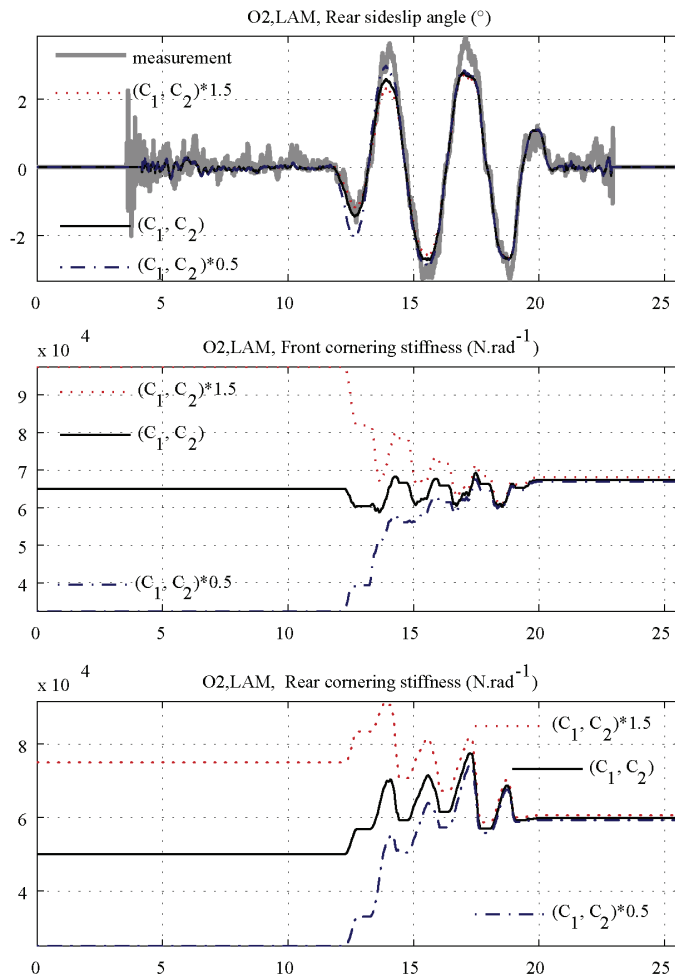 O2,LAM, Rear sideslip angle (°)
measurement
(C₁, C₂)*1.5
2
0
(C₁, C₂)
-2
(C₁, C₂)*0.5
0 5 10 15 20 25
x 10⁴
O2,LAM, Front cornering stiffness (N.rad⁻¹)
9
(C₁, C₂)*1.5
8
(C₁, C₂)
7
6
5
4
(C₁, C₂)*0.5
0 5 10 15 20 25
x 10⁴
O2,LAM, Rear cornering stiffness (N.rad⁻¹)
(C₁, C₂)*1.5
8
(C₁, C₂)
6
4
(C₁, C₂)*0.5
0 5 10 15 20 25